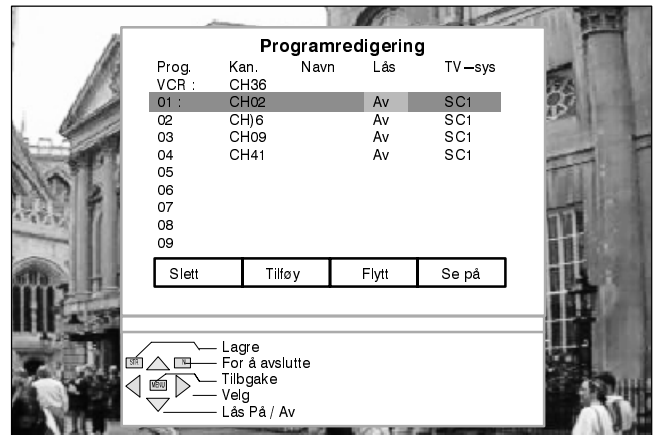 Programredigering
Prog. Kan. Navn Lås TV–sys
VCR : CH36
01 : CH02 Av SC1
02 CH)6 Av SC1
03 CH09 Av SC1
04 CH41 Av SC1
05
06
07
08
09
Slett Tilføy Flytt Se på
Lagre
STR N For å avslutte
Tilbgake
MENU Velg
Lås På / Av